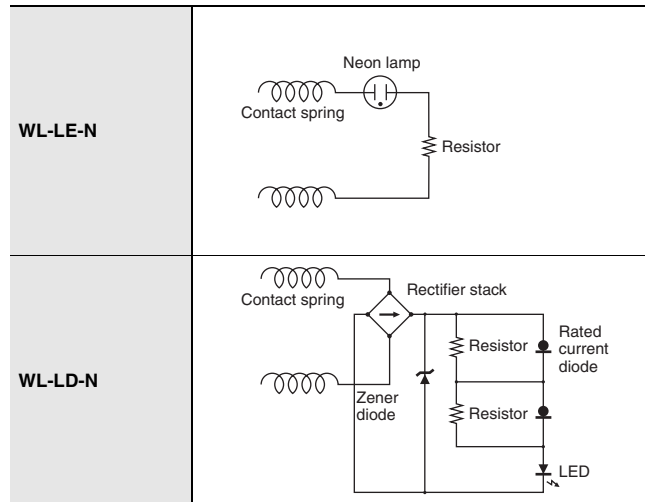 WL-LE-N
Neon lamp
Contact spring
Resistor
WL-LD-N
Contact spring
Rectifier stack
Resistor
Rated
current
diode
Zener
diode
Resistor
LED